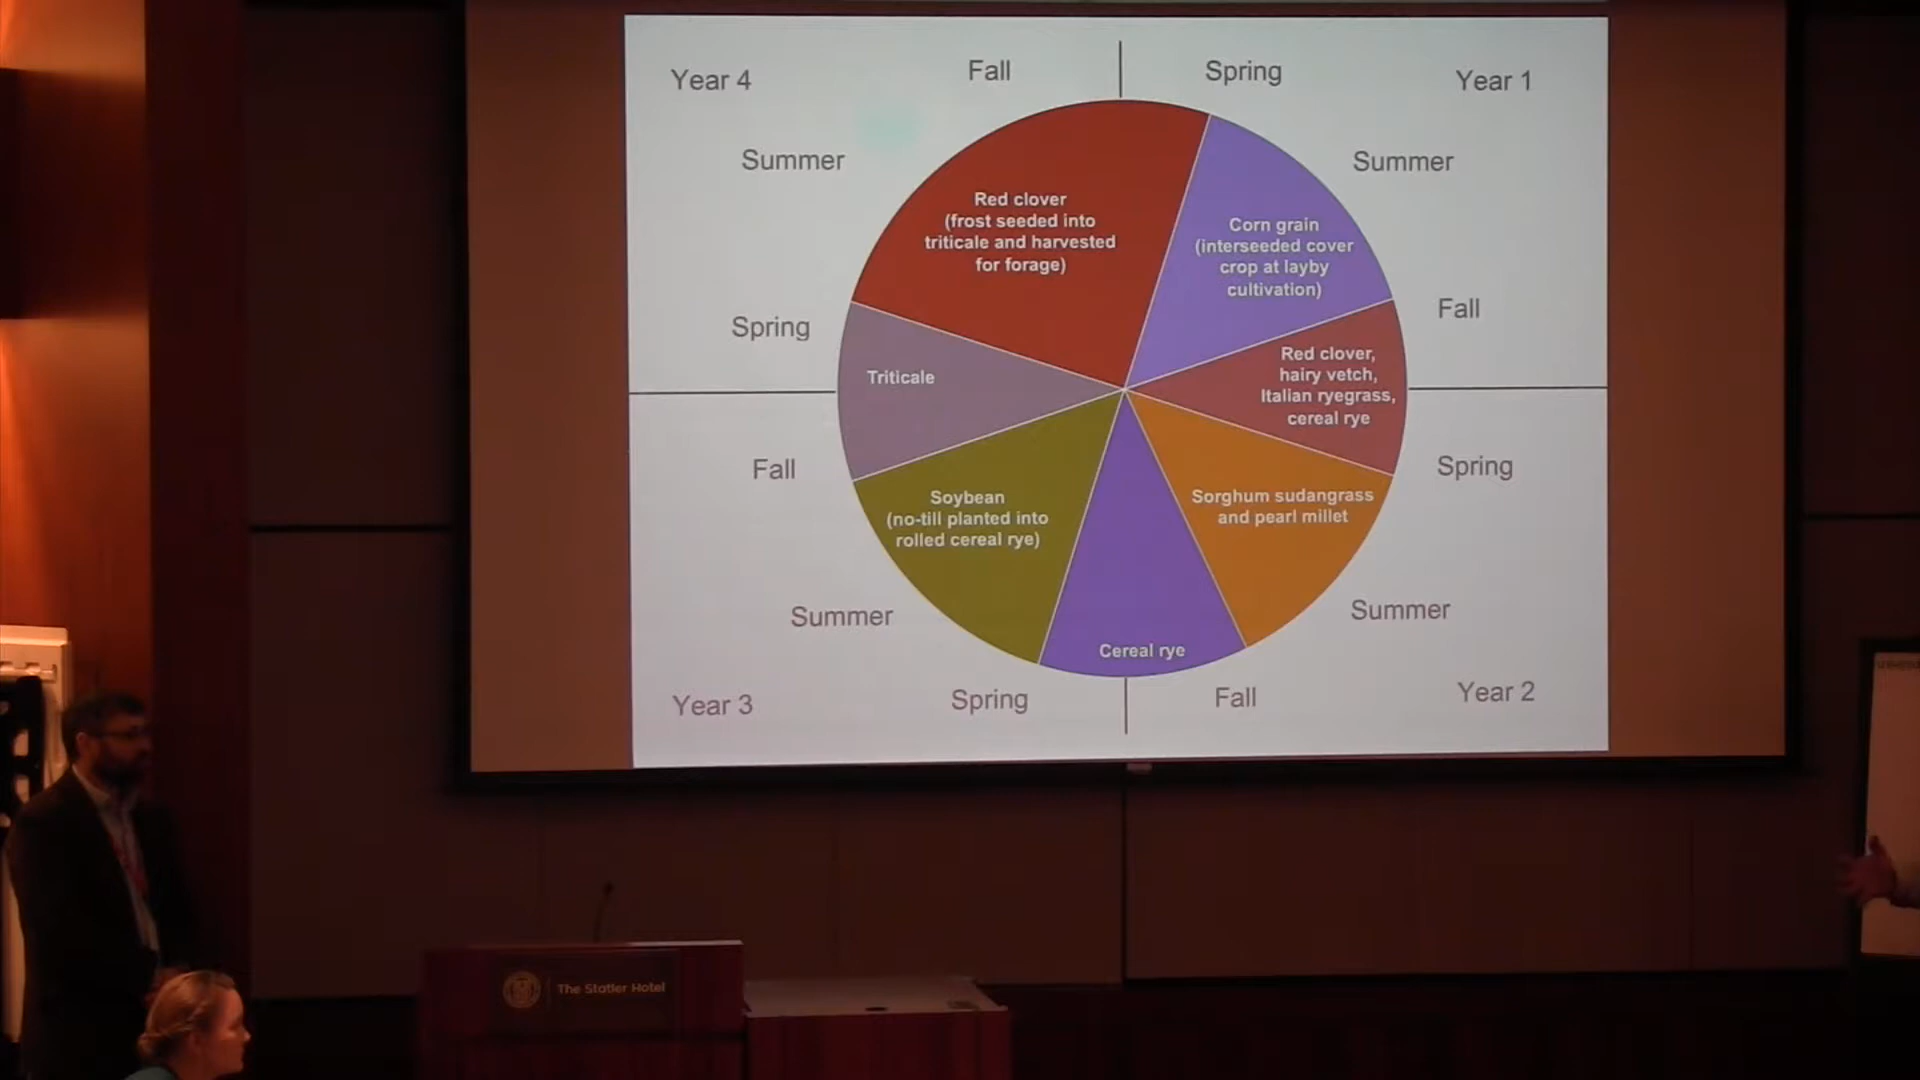 Year 4
Fall
Spring
Year 1
Summer
Summer
Red clover
(frost seeded into
triticale and harvested
for forage)
Corn grain
(interseeded cover
crop at layby
cultivation)
Spring
Fall
Triticale
Red clover,
hairy vetch,
Italian ryegrass,
cereal rye
Fall
Spring
Soybean
(no-till planted into
rolled cereal rye)
Sorghum sudangrass
and pearl millet
Summer
Summer
Cereal rye
Year 3
Spring
Fall
Year 2
The Statler Hotel